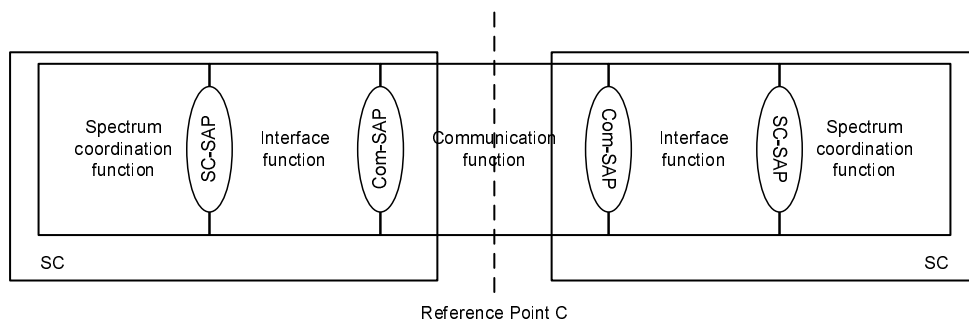 Spectrum
coordination
function
SC-SAP
Interface
function
Com-SAP
Communication
function
Com-SAP
Interface
function
SC-SAP
Spectrum
coordination
function
SC
SC
Reference Point C